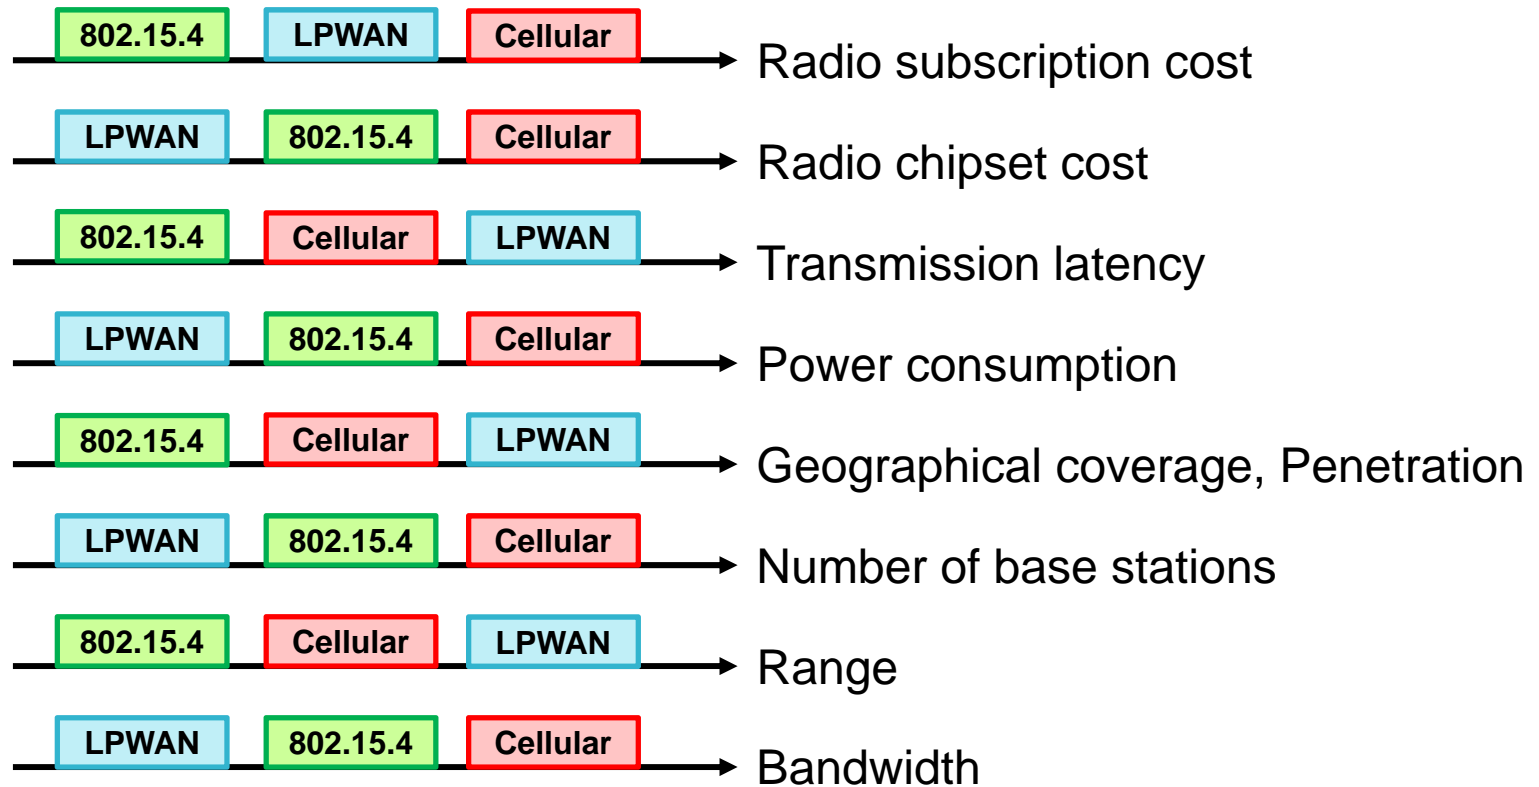 802.15.4 LPWAN Cellular Radio subscription cost
LPWAN 802.15.4 Cellular Radio chipset cost
802.15.4 Cellular LPWAN Transmission latency
LPWAN 802.15.4 Cellular Power consumption
802.15.4 Cellular LPWAN Geographical coverage, Penetration
LPWAN 802.15.4 Cellular Number of base stations
802.15.4 Cellular LPWAN Range
LPWAN 802.15.4 Cellular Bandwidth